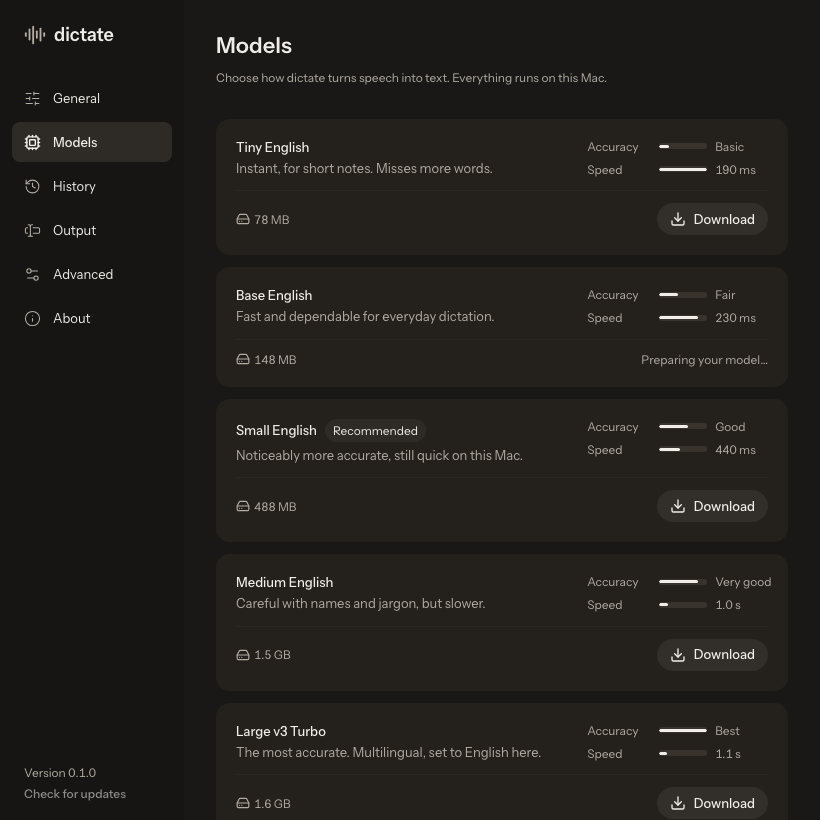 dictate
General
Models
History
Output
Advanced
About
Version 0.1.0
Check for updates
Models
Choose how dictate turns speech into text. Everything runs on this Mac.
Tiny English
Instant, for short notes. Misses more words.
Accuracy Basic
Speed 190 ms
78 MB
Download
Base English
Fast and dependable for everyday dictation.
Accuracy Fair
Speed 230 ms
148 MB
Preparing your model...
Small English Recommended
Noticeably more accurate, still quick on this Mac.
Accuracy Good
Speed 440 ms
488 MB
Download
Medium English
Careful with names and jargon, but slower.
Accuracy Very good
Speed 1.0 s
1.5 GB
Download
Large v3 Turbo
The most accurate. Multilingual, set to English here.
Accuracy Best
Speed 1.1 s
1.6 GB
Download